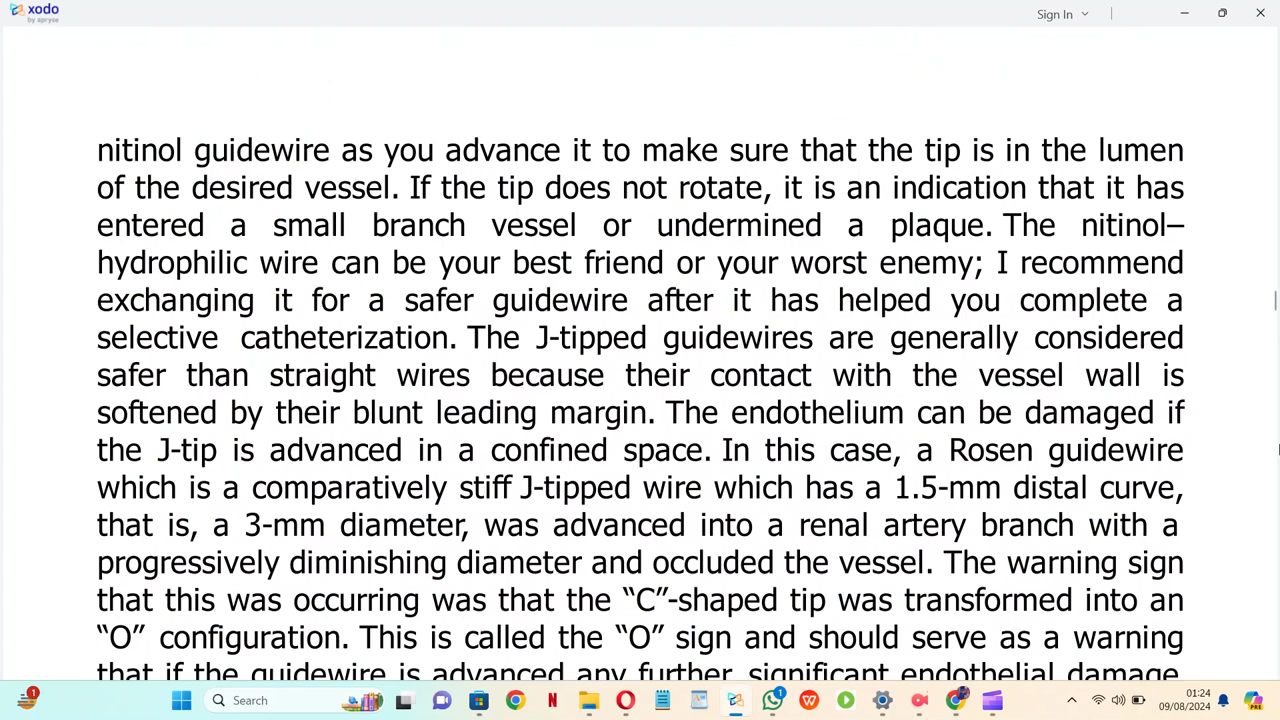 xodo
by apryse
Sign In
nitinol guidewire as you advance it to make sure that the tip is in the lumen
of the desired vessel. If the tip does not rotate, it is an indication that it has
entered a small branch vessel or undermined a plaque. The nitinol–
hydrophilic wire can be your best friend or your worst enemy; I recommend
exchanging it for a safer guidewire after it has helped you complete a
selective catheterization. The J-tipped guidewires are generally considered
safer than straight wires because their contact with the vessel wall is
softened by their blunt leading margin. The endothelium can be damaged if
the J-tip is advanced in a confined space. In this case, a Rosen guidewire
which is a comparatively stiff J-tipped wire which has a 1.5-mm distal curve,
that is, a 3-mm diameter, was advanced into a renal artery branch with a
progressively diminishing diameter and occluded the vessel. The warning sign
that this was occurring was that the “C”-shaped tip was transformed into an
“O” configuration. This is called the “O” sign and should serve as a warning
that if the guidewire is advanced any further, significant endothelial damage
1
Search
N
1
W
PRE
01:24
09/08/2024